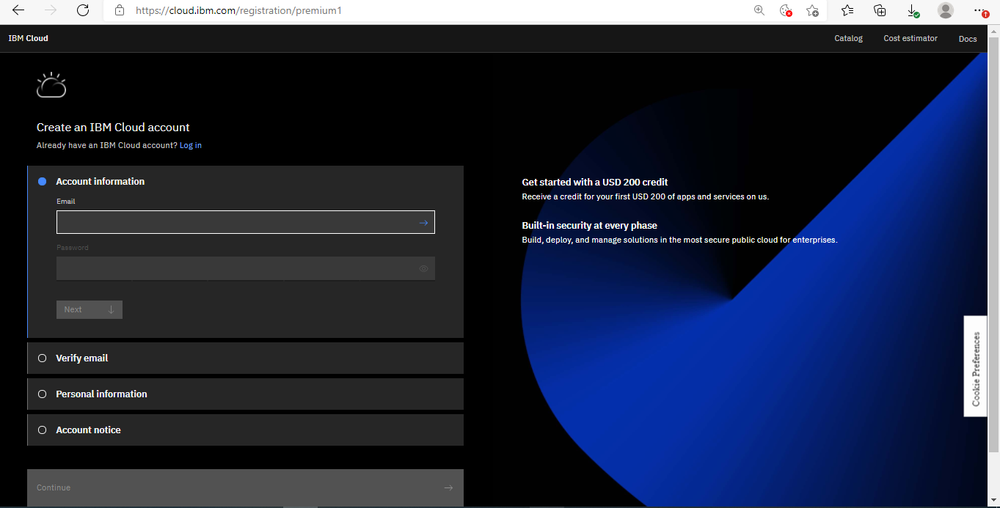 https://cloud.ibm.com/registration/premium1
IBM Cloud
Catalog
Cost estimator
Docs
Create an IBM Cloud account
Already have an IBM Cloud account? Log in
Account information
Email
Password
Next
Verify email
Personal information
Account notice
Continue
Get started with a USD 200 credit
Receive a credit for your first USD 200 of apps and services on us.
Built-in security at every phase
Build, deploy, and manage solutions in the most secure public cloud for enterprises.
Cookie Preferences